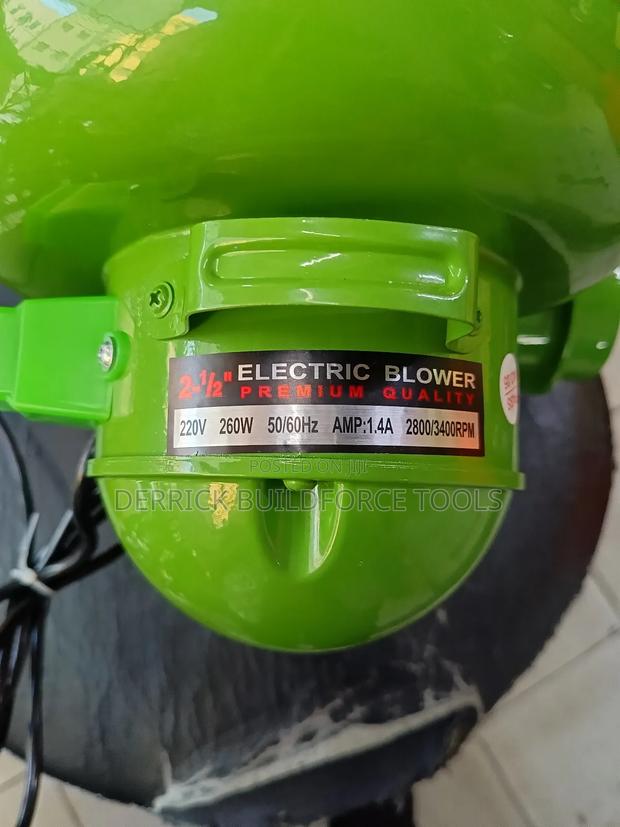 2-1/2" ELECTRIC BLOWER
PREMIUM QUALITY
220V 260W 50/60Hz AMP:1.4A 2800/3400RPM
POSTED ON JIJI
DERRICK BUILDFORCE TOOLS